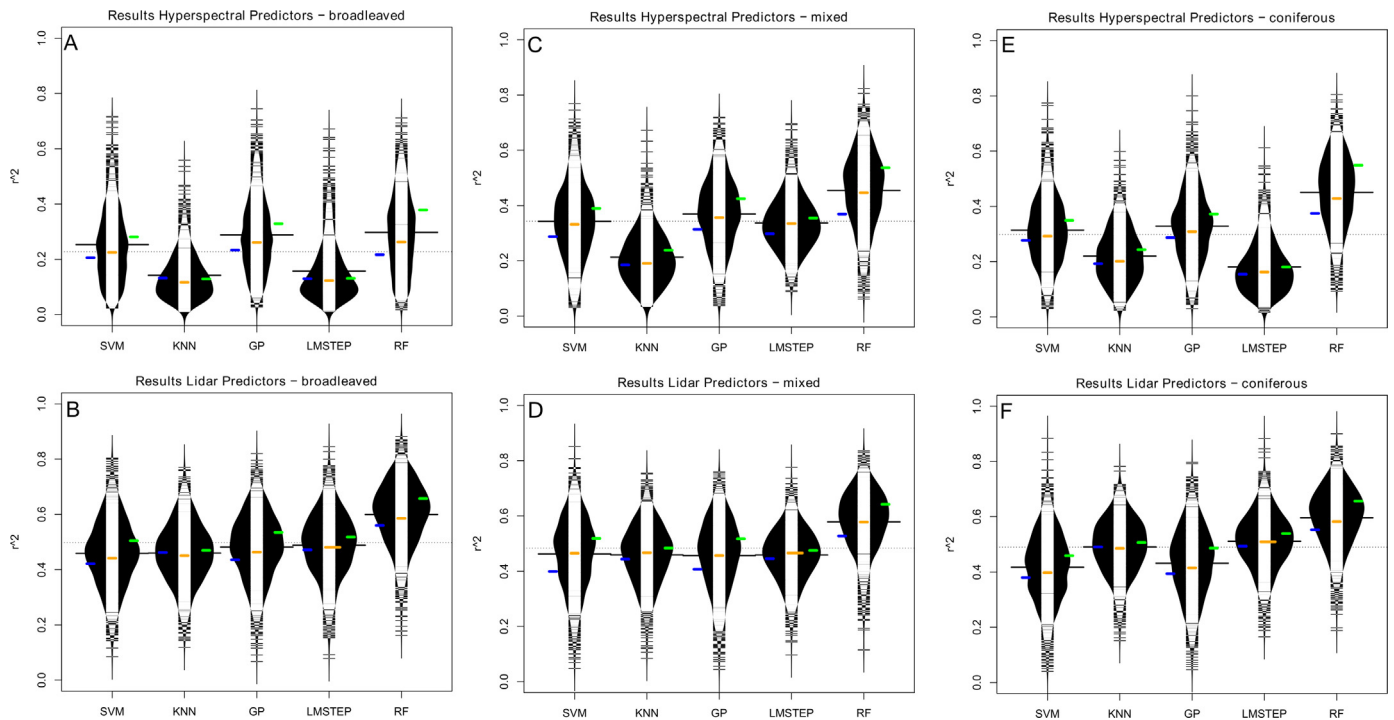 Results Hyperspectral Predictors − broadleaved
A
r^2
1.0
0.8
0.6
0.4
0.2
0.0
SVM KNN GP LMSTEP RF
Results Hyperspectral Predictors − mixed
C
r^2
1.0
0.8
0.6
0.4
0.2
0.0
SVM KNN GP LMSTEP RF
Results Hyperspectral Predictors − coniferous
E
r^2
1.0
0.8
0.6
0.4
0.2
0.0
SVM KNN GP LMSTEP RF
Results Lidar Predictors − broadleaved
B
r^2
1.0
0.8
0.6
0.4
0.2
0.0
SVM KNN GP LMSTEP RF
Results Lidar Predictors − mixed
D
r^2
1.0
0.8
0.6
0.4
0.2
0.0
SVM KNN GP LMSTEP RF
Results Lidar Predictors − coniferous
F
r^2
1.0
0.8
0.6
0.4
0.2
0.0
SVM KNN GP LMSTEP RF